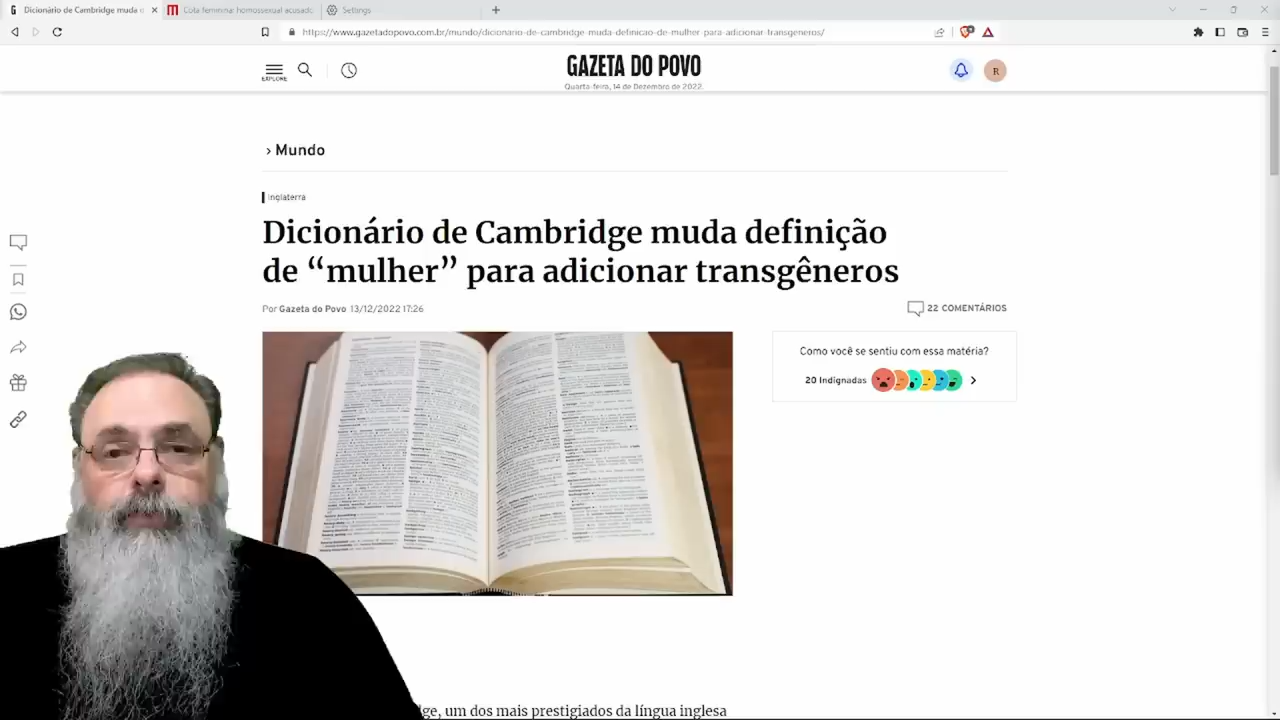 Dicionário de Cambridge muda d
Cota feminina: homossexual acusado
Settings
https://www.gazetadopovo.com.br/mundo/dicionario-de-cambridge-muda-definicao-de-mulher-para-adicionar-transgeneros/
EXPLORE
GAZETA DO POVO
Quarta-feira, 14 de Dezembro de 2022.
R
› Mundo
Inglaterra
Dicionário de Cambridge muda definição
de “mulher” para adicionar transgêneros
Por Gazeta do Povo 13/12/2022 17:26
22 COMENTÁRIOS
Como você se sentiu com essa matéria?
20 Indignadas
ge, um dos mais prestigiados da língua inglesa